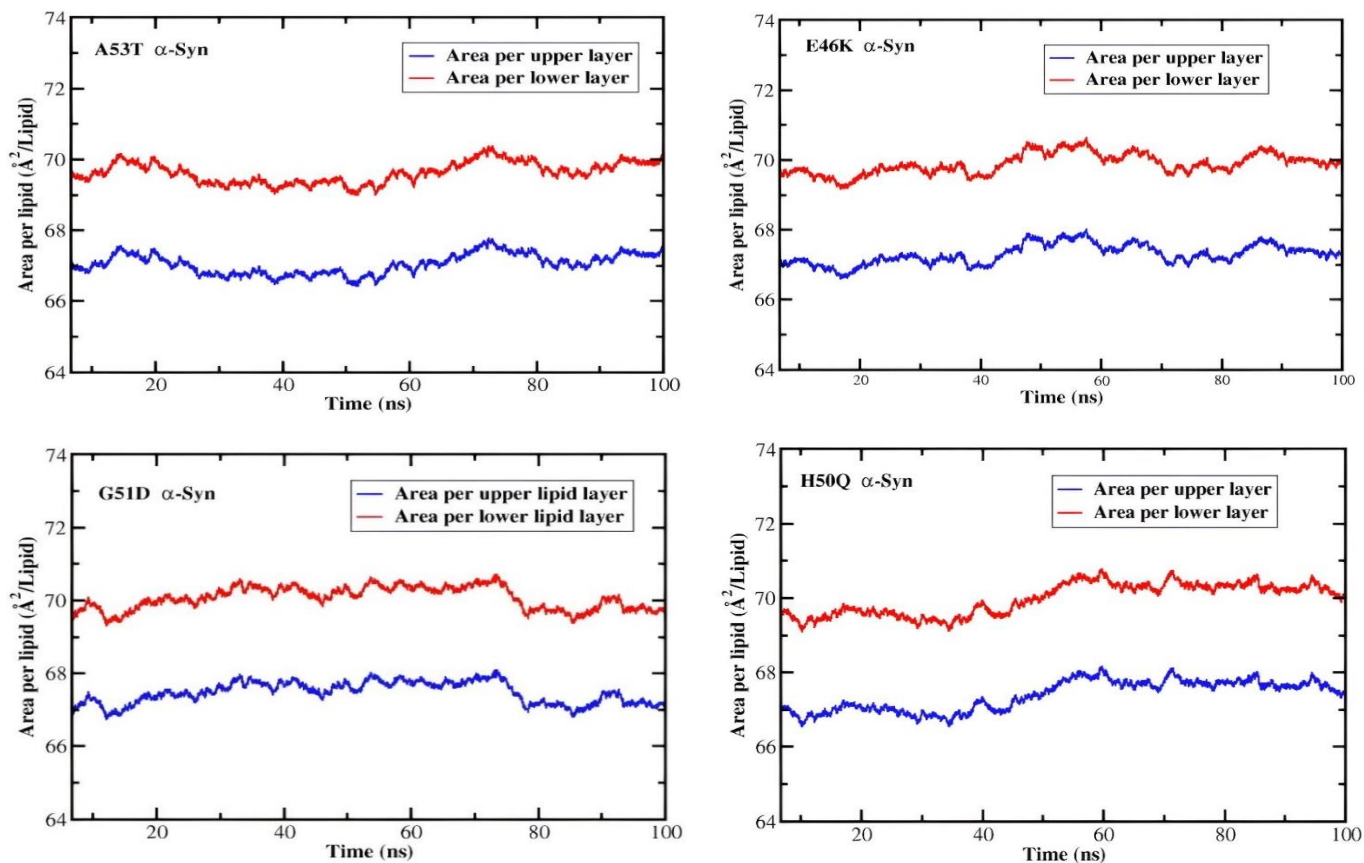 A53T α-Syn
Area per upper layer
Area per lower layer
Area per lipid (Å²/Lipid)
74
72
70
68
66
64
20
40
60
80
100
Time (ns)
E46K α-Syn
Area per upper layer
Area per lower layer
Area per lipid (Å²/Lipid)
74
72
70
68
66
64
20
40
60
80
100
Time (ns)
G51D α-Syn
Area per upper lipid layer
Area per lower lipid layer
Area per lipid (Å²/Lipid)
74
72
70
68
66
64
20
40
60
80
100
Time (ns)
H50Q α-Syn
Area per upper layer
Area per lower layer
Area per lipid (Å²/Lipid)
74
72
70
68
66
64
20
40
60
80
100
Time (ns)